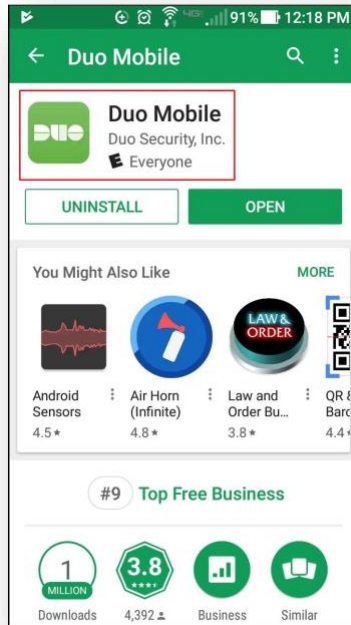 4G 91% 12:18 PM
Duo Mobile
DUO
Duo Mobile
Duo Security, Inc.
E Everyone
UNINSTALL
OPEN
You Might Also Like
MORE
LAW &
ORDER
Android
Sensors
4.5★
Air Horn
(Infinite)
4.8★
Law and
Order Bu...
3.8★
QR &
Barc
4.4
#9 Top Free Business
1
MILLION
Downloads
3.8
4,392
Business
Similar